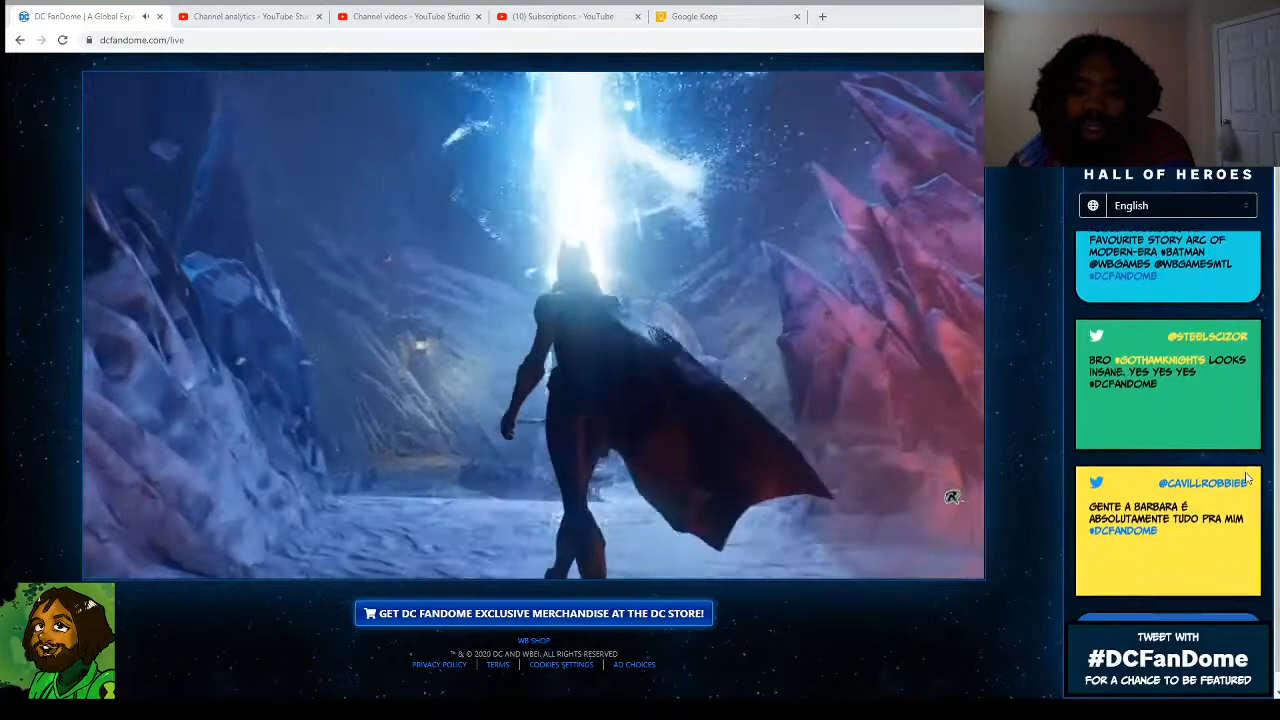 DC FanDome | A Global Expe
Channel analytics - YouTube Stu
Channel videos - YouTube Studio
(10) Subscriptions - YouTube
Google Keep
dcfandome.com/live
HALL OF HEROES
English
FAVOURITE STORY ARC OF
MODERN-ERA #BATMAN
@WBGAMES @WBGAMESMTL
#DCFANDOME
@STEELSCIZOR
BRO #GOTHAMKNIGHTS LOOKS
INSANE. YES YES YES
#DCFANDOME
@CAVILLROBBIEE
GENTE A BARBARA É
ABSOLUTAMENTE TUDO PRA MIM
#DCFANDOME
R
GET DC FANDOME EXCLUSIVE MERCHANDISE AT THE DC STORE!
WB SHOP
™ & © 2020 DC AND WBEI. ALL RIGHTS RESERVED
PRIVACY POLICY | TERMS | COOKIES SETTINGS | AD CHOICES
TWEET WITH
#DCFanDome
FOR A CHANCE TO BE FEATURED